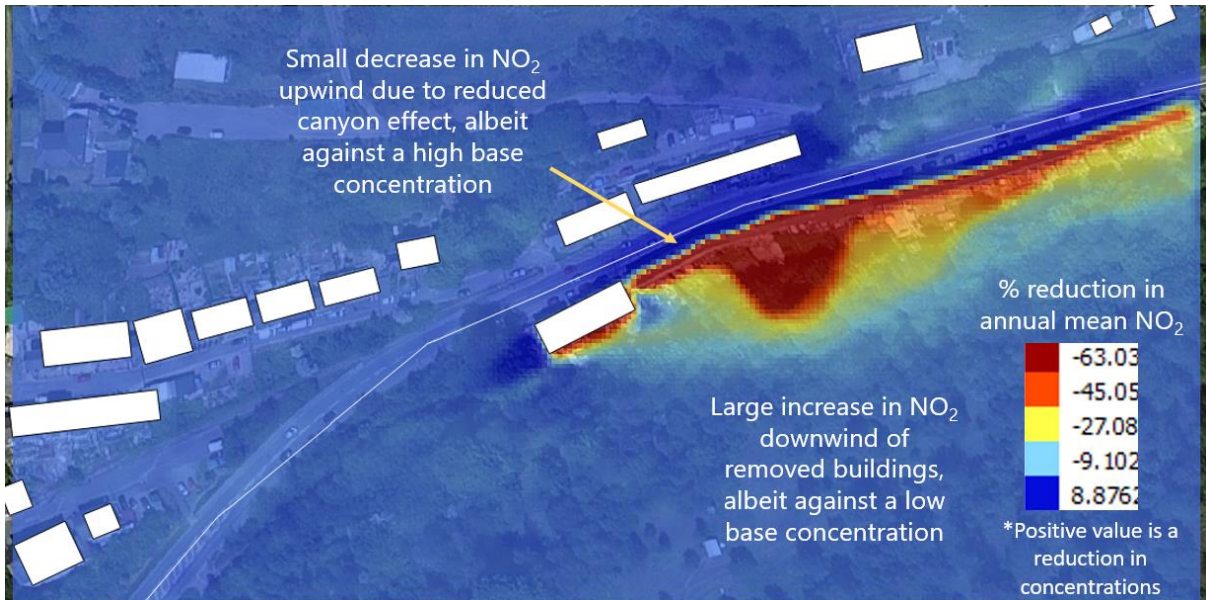 Small decrease in NO₂
upwind due to reduced
canyon effect, albeit
against a high base
concentration
% reduction in
annual mean NO₂
-63.03
-45.05
-27.08
-9.102
8.8762
Large increase in NO₂
downwind of
removed buildings,
albeit against a low
base concentration
*Positive value is a
reduction in
concentrations